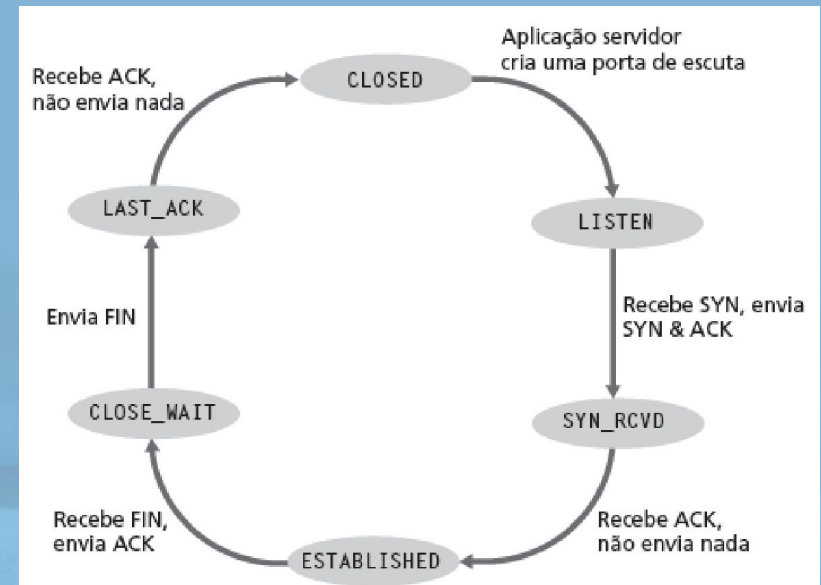 Aplicação servidor
cria uma porta de escuta
Recebe ACK,
não envia nada
CLOSED
LAST_ACK
LISTEN
Envia FIN
Recebe SYN, envia
SYN & ACK
CLOSE_WAIT
SYN_RCVD
Recebe FIN,
envia ACK
Recebe ACK,
não envia nada
ESTABLISHED